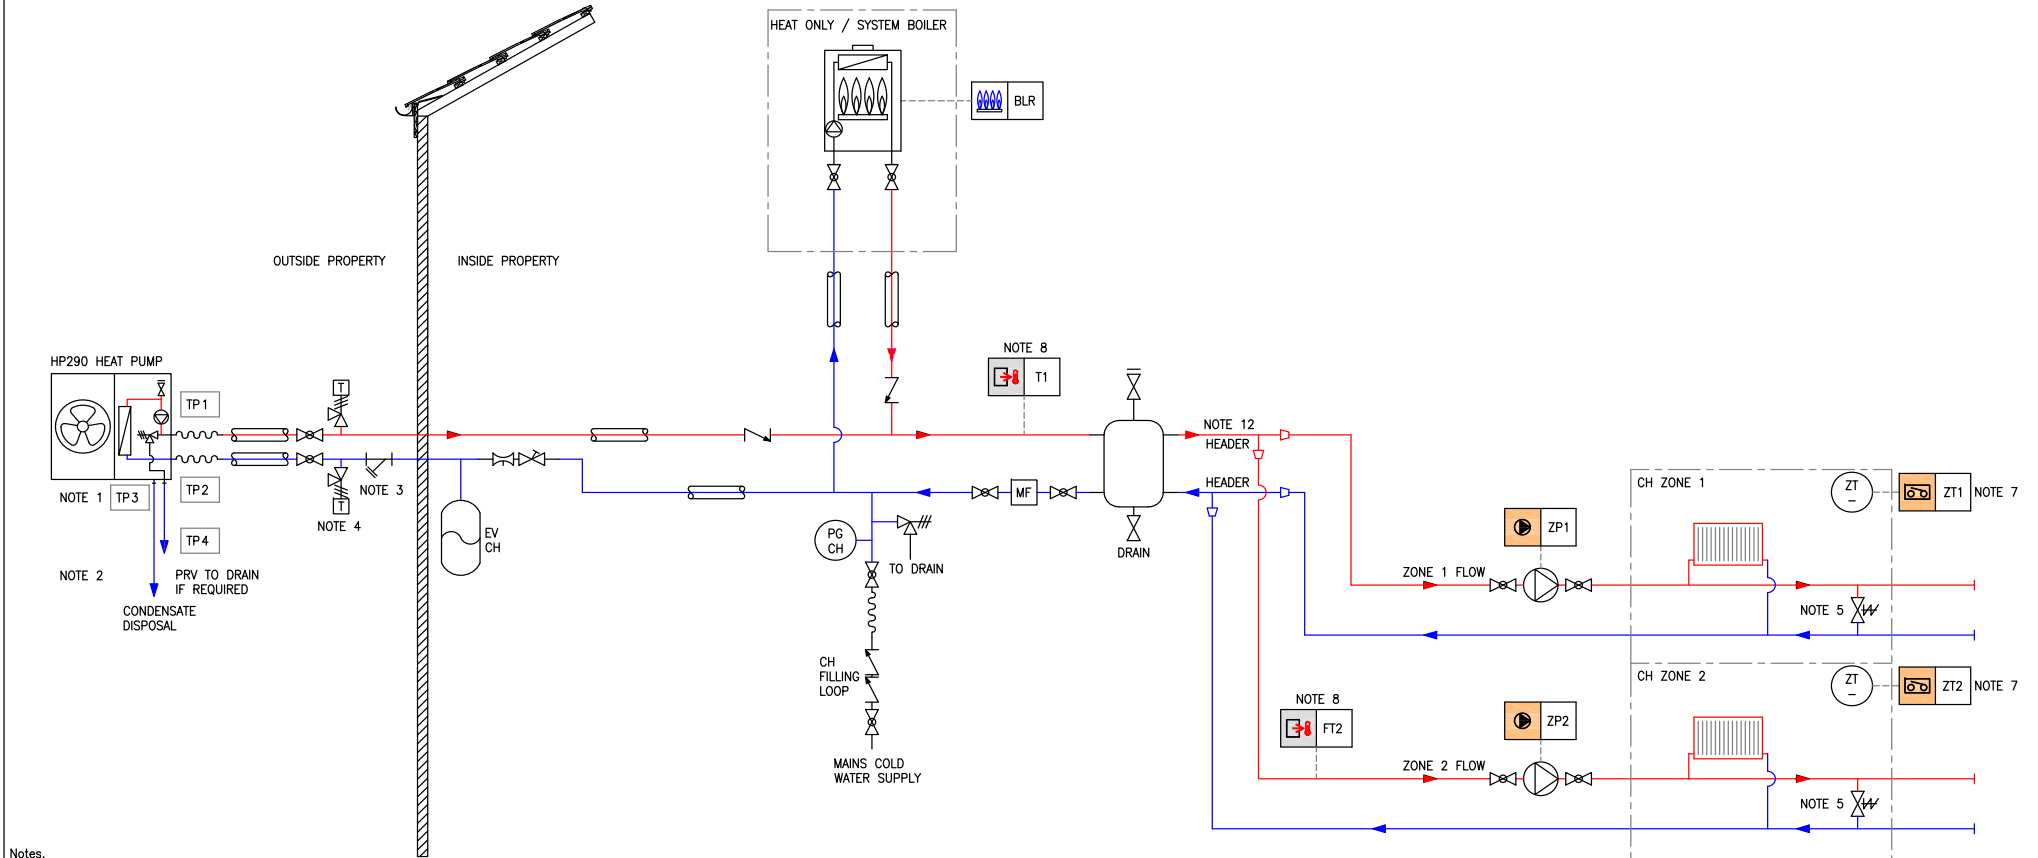 HEAT ONLY / SYSTEM BOILER
BLR
OUTSIDE PROPERTY
INSIDE PROPERTY
HP290 HEAT PUMP
TP1
TP2
TP3
TP4
NOTE 1
NOTE 2
PRV TO DRAIN
IF REQUIRED
CONDENSATE
DISPOSAL
T
T
NOTE 3
NOTE 4
EV
CH
NOTE 8
T1
MF
PG
CH
TO DRAIN
CH
FILLING
LOOP
MAINS COLD
WATER SUPPLY
DRAIN
NOTE 12
HEADER
HEADER
CH ZONE 1
ZT
–
ZT1
NOTE 7
ZP1
ZONE 1 FLOW
NOTE 5
CH ZONE 2
ZT
–
ZT2
NOTE 7
NOTE 8
FT2
ZP2
ZONE 2 FLOW
NOTE 5
Notes.